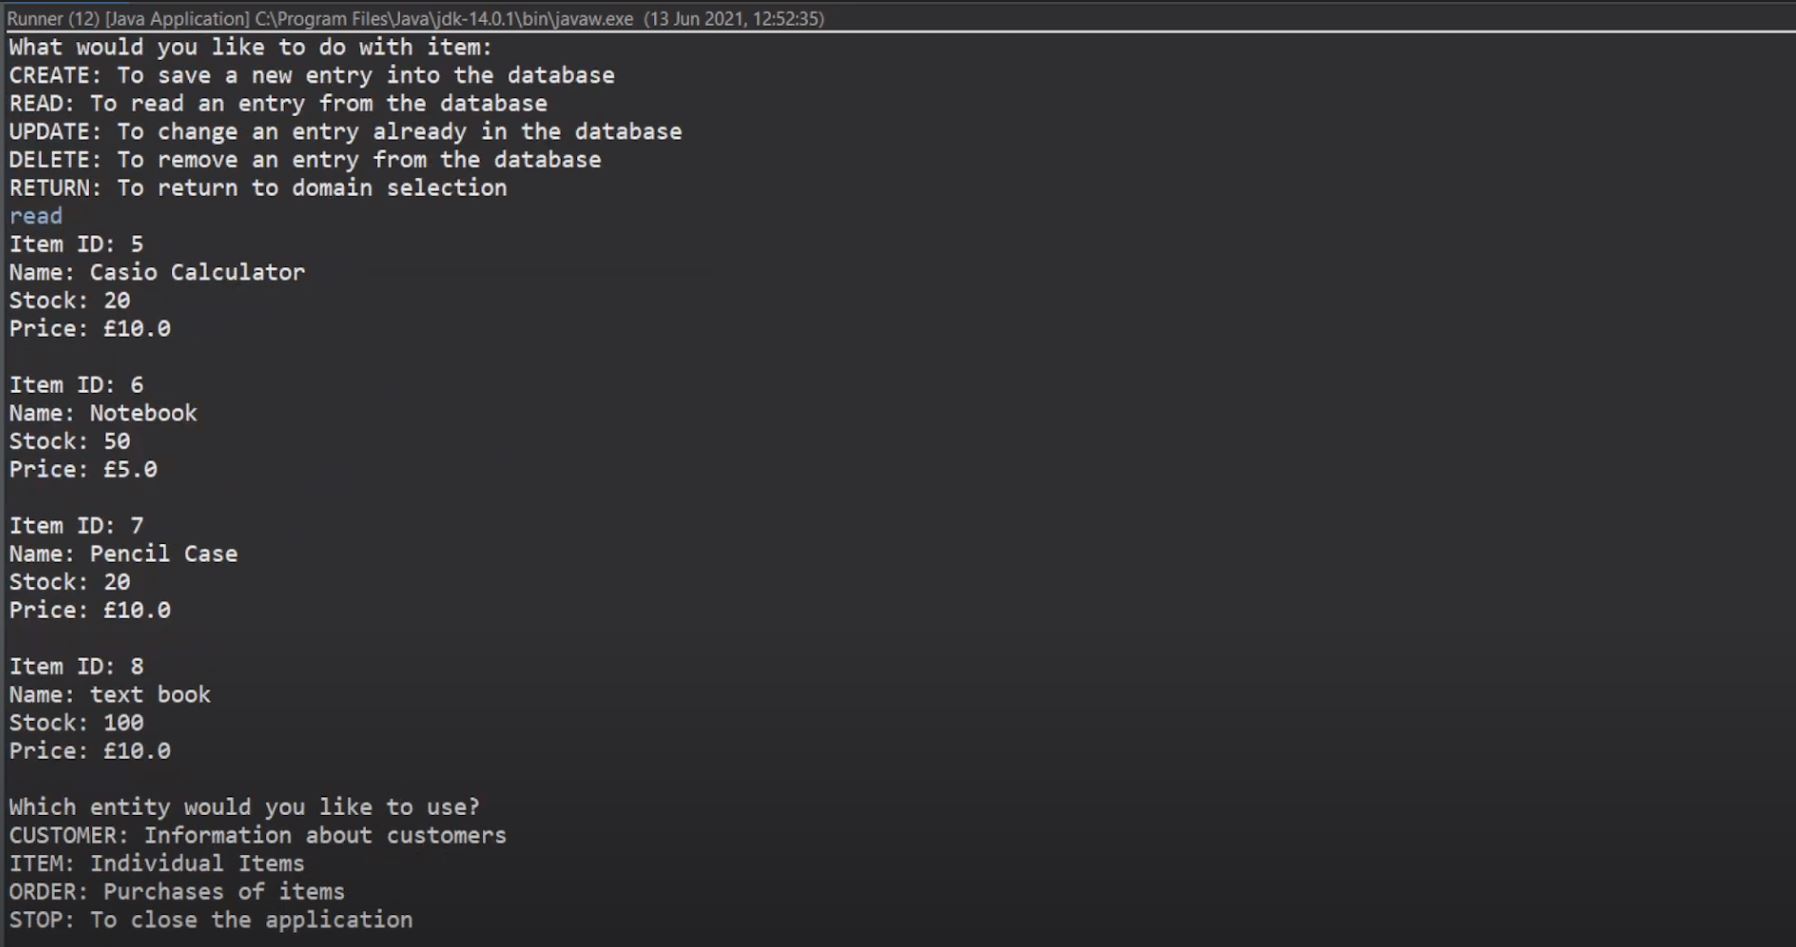 Runner (12) [Java Application] C:\Program Files\Java\jdk-14.0.1\bin\javaw.exe (13 Jun 2021, 12:52:35)
What would you like to do with item:
CREATE: To save a new entry into the database
READ: To read an entry from the database
UPDATE: To change an entry already in the database
DELETE: To remove an entry from the database
RETURN: To return to domain selection
read
Item ID: 5
Name: Casio Calculator
Stock: 20
Price: £10.0
Item ID: 6
Name: Notebook
Stock: 50
Price: £5.0
Item ID: 7
Name: Pencil Case
Stock: 20
Price: £10.0
Item ID: 8
Name: text book
Stock: 100
Price: £10.0
Which entity would you like to use?
CUSTOMER: Information about customers
ITEM: Individual Items
ORDER: Purchases of items
STOP: To close the application